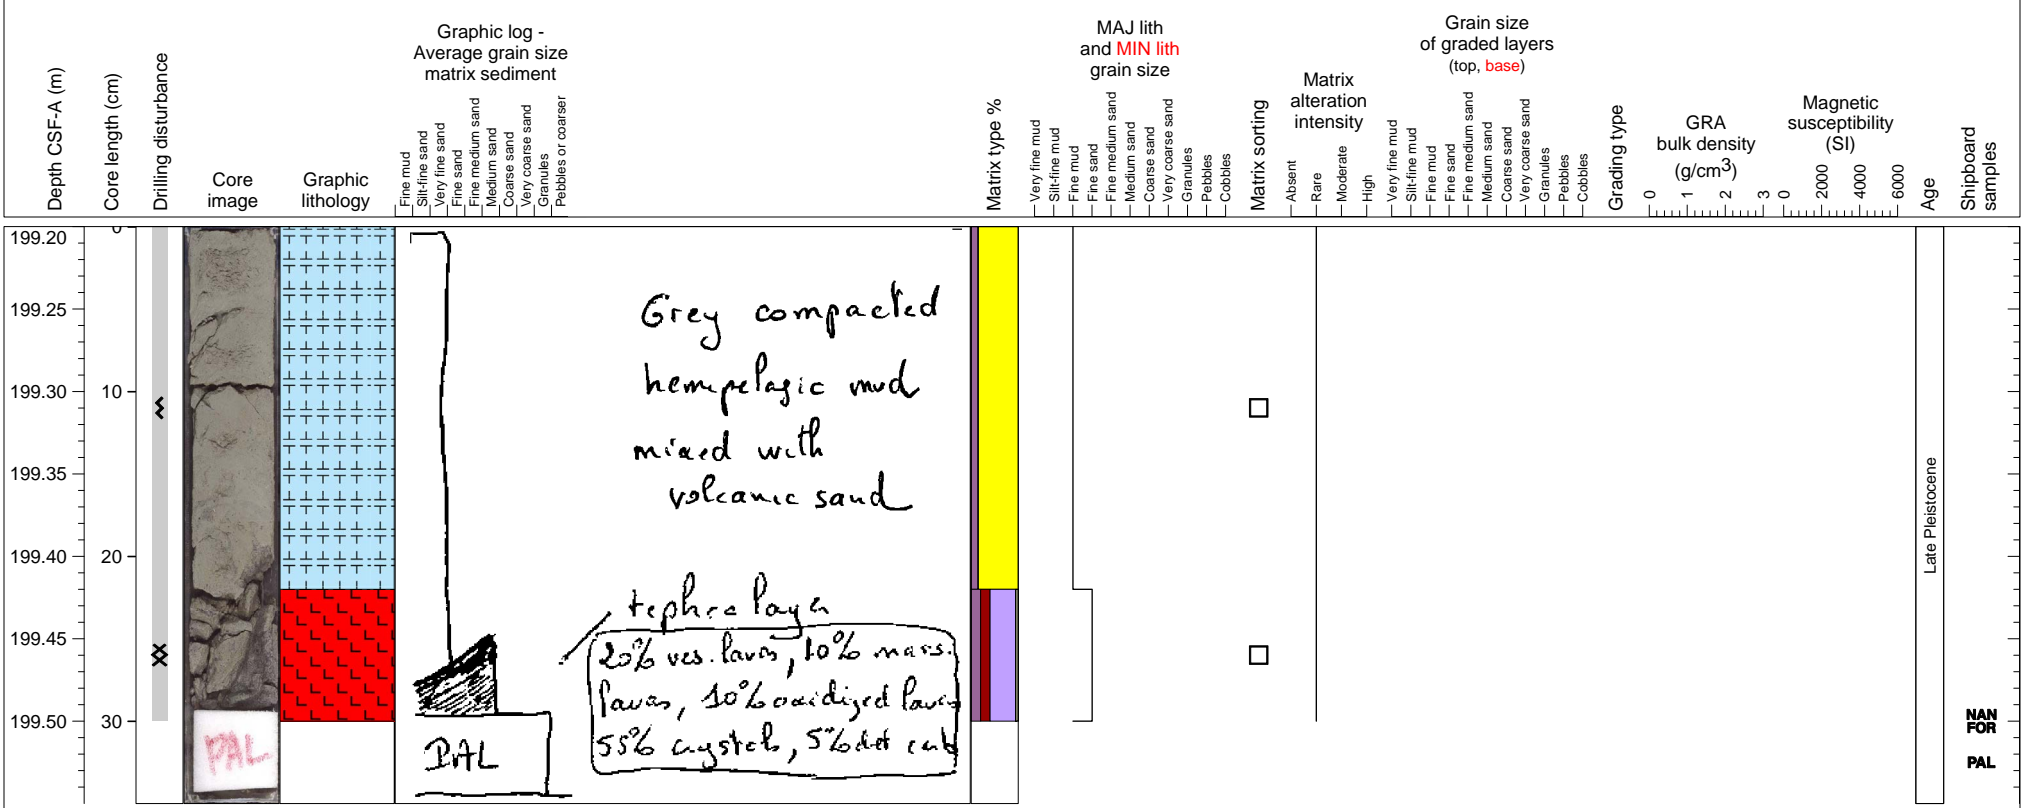 Depth CSF-A (m)
Core length (cm)
Drilling disturbance
Core
image
Graphic
lithology
Graphic log -
Average grain size
matrix sediment
Fine mud
Silt-fine sand
Very fine sand
Fine sand
Fine medium sand
Medium sand
Coarse sand
Very coarse sand
Granules
Pebbles or coarser
Matrix type %
MAJ lith
and MIN lith
grain size
Very fine mud
Silt-fine mud
Fine mud
Fine sand
Fine medium sand
Medium sand
Coarse sand
Very coarse sand
Granules
Pebbles
Cobbles
Matrix sorting
Matrix
alteration
intensity
Absent
Rare
Moderate
High
Grain size
of graded layers
(top, base)
Very fine mud
Silt-fine mud
Fine mud
Fine sand
Fine medium sand
Medium sand
Coarse sand
Very coarse sand
Granules
Pebbles
Cobbles
Grading type
GRA
bulk density
(g/cm3)
0 1 2 3
Magnetic
susceptibility
(SI)
0 2000 4000 6000
Age
Shipboard
samples
199.20
199.25
199.30
199.35
199.40
199.45
199.50
0
10
20
30
PAL
Grey compacted
hemipelagic mud
mixed with
volcanic sand
tephra layer
20% ves. lavas, 10% mass.
lavas, 10% oxidized lavas
55% crystals, 5% det carb
PAL
Late Pleistocene
NAN
FOR
PAL